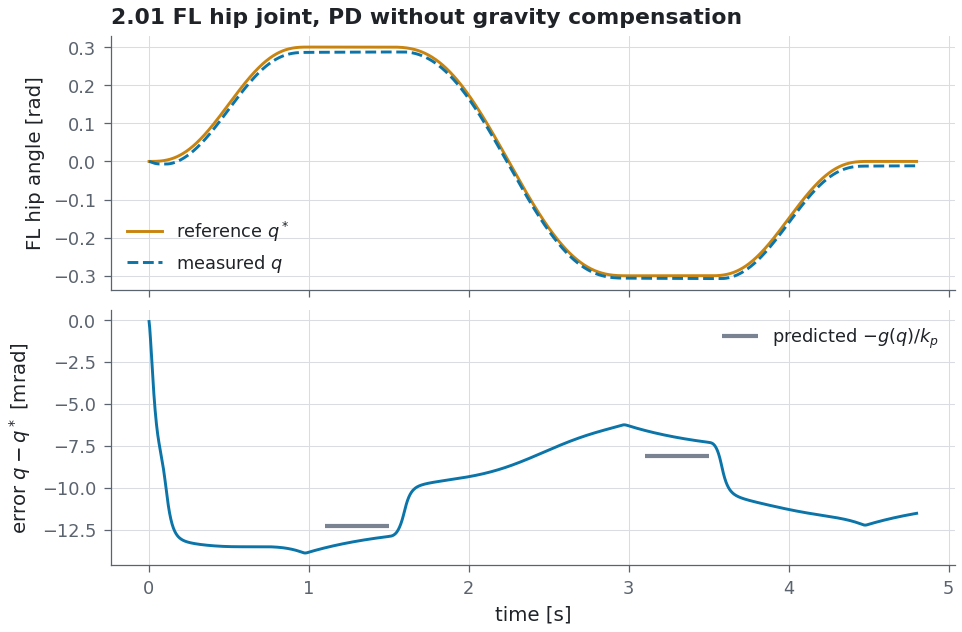 2.01 FL hip joint, PD without gravity compensation
FL hip angle [rad]
0.3
0.2
0.1
0.0
−0.1
−0.2
−0.3
reference q*
measured q
error q − q* [mrad]
0.0
−2.5
−5.0
−7.5
−10.0
−12.5
predicted −g(q)/kₚ
0 1 2 3 4 5
time [s]